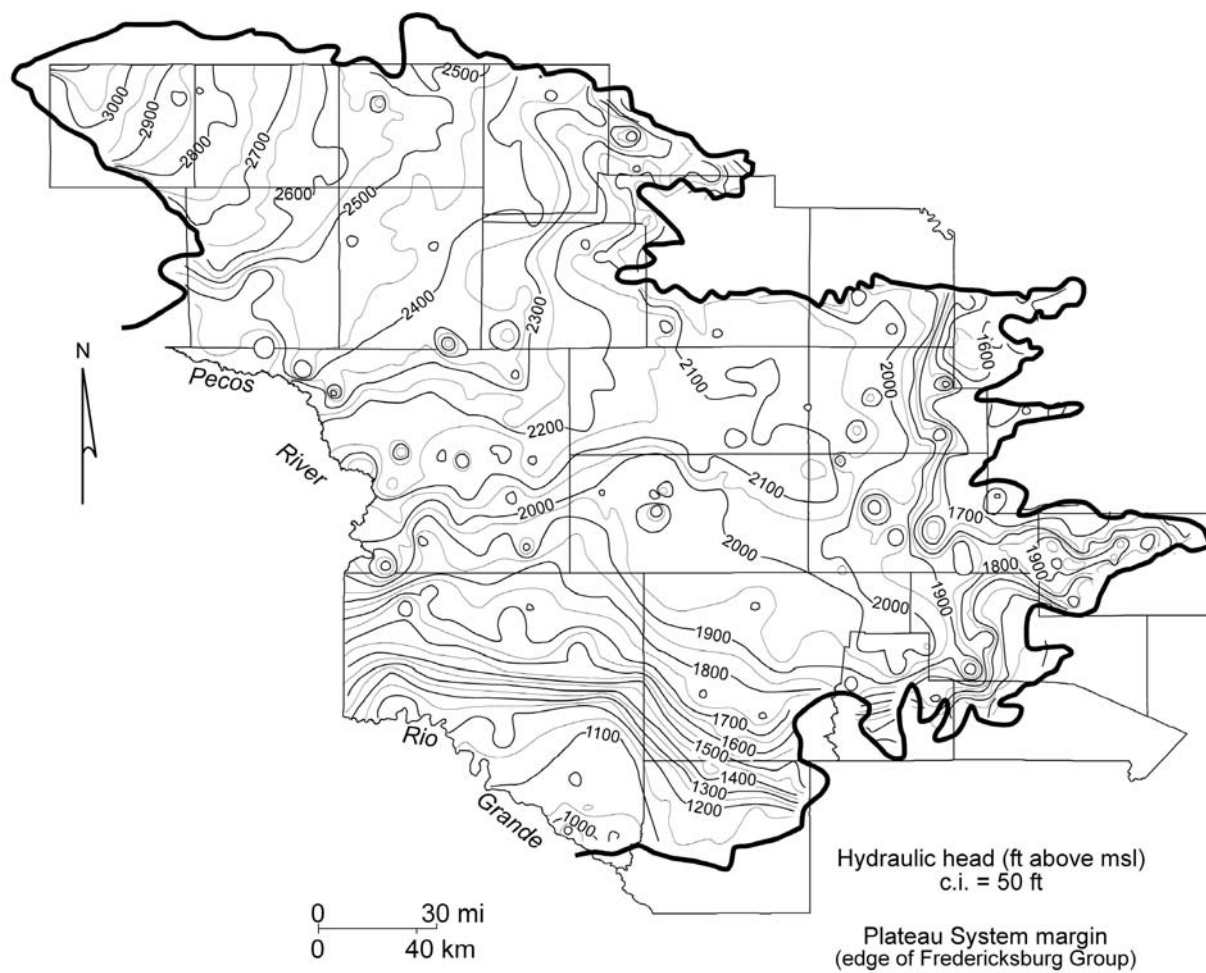 2500
3000
2900
2800
2700
2600
2500
2400
2300
N
Pecos
River
2200
2100
2000
1600
2100
2000
1700
2000
1900
1800
1900
2000
1900
1800
1700
1600
1500
1400
1300
1200
1100
1000
Rio
Grande
Hydraulic head (ft above msl)
c.i. = 50 ft
0 30 mi
0 40 km
Plateau System margin
(edge of Fredericksburg Group)